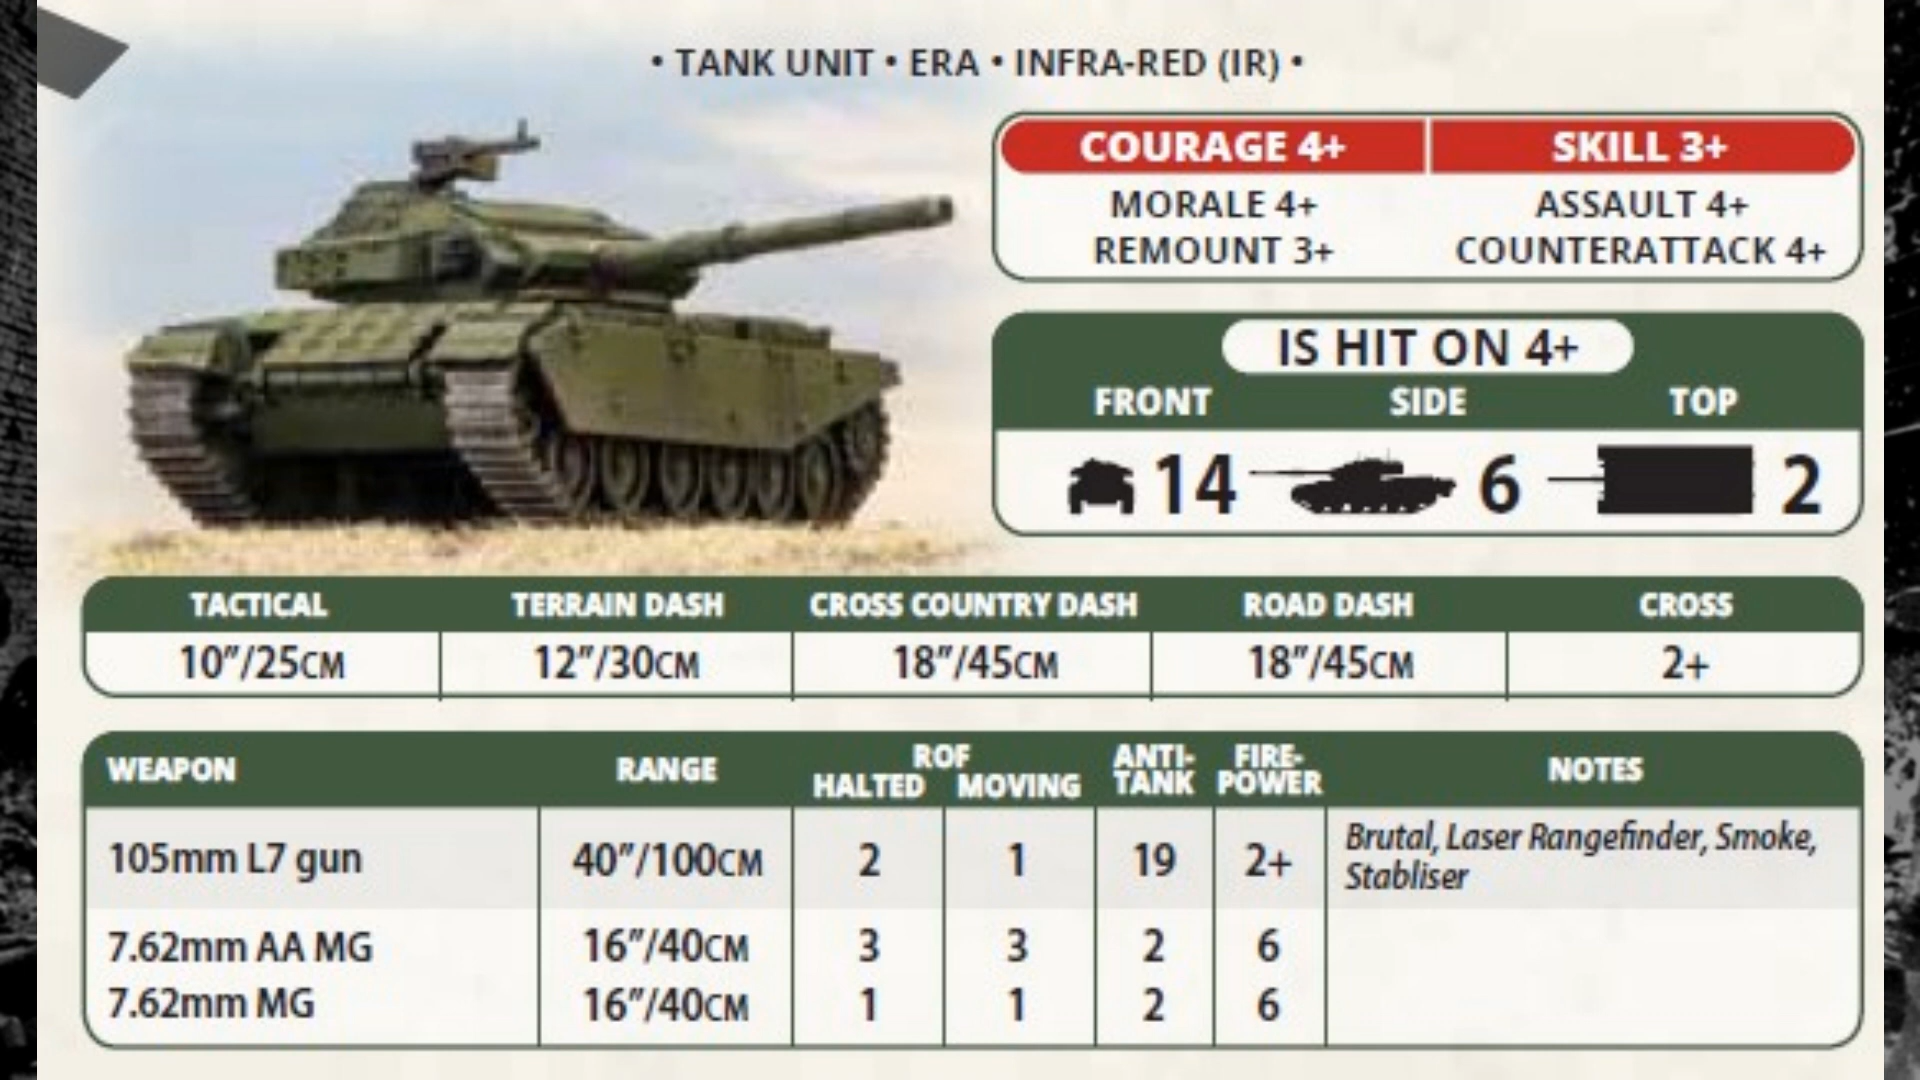 • TANK UNIT • ERA • INFRA-RED (IR) •
COURAGE 4+ SKILL 3+
MORALE 4+ ASSAULT 4+
REMOUNT 3+ COUNTERATTACK 4+
IS HIT ON 4+
FRONT SIDE TOP
14 6 2
TACTICAL TERRAIN DASH CROSS COUNTRY DASH ROAD DASH CROSS
10”/25CM 12”/30CM 18”/45CM 18”/45CM 2+
WEAPON RANGE ROF HALTED MOVING ANTI-TANK FIRE-POWER NOTES
105mm L7 gun 40”/100CM 2 1 19 2+ Brutal, Laser Rangefinder, Smoke,
Stabliser
7.62mm AA MG 16”/40CM 3 3 2 6
7.62mm MG 16”/40CM 1 1 2 6